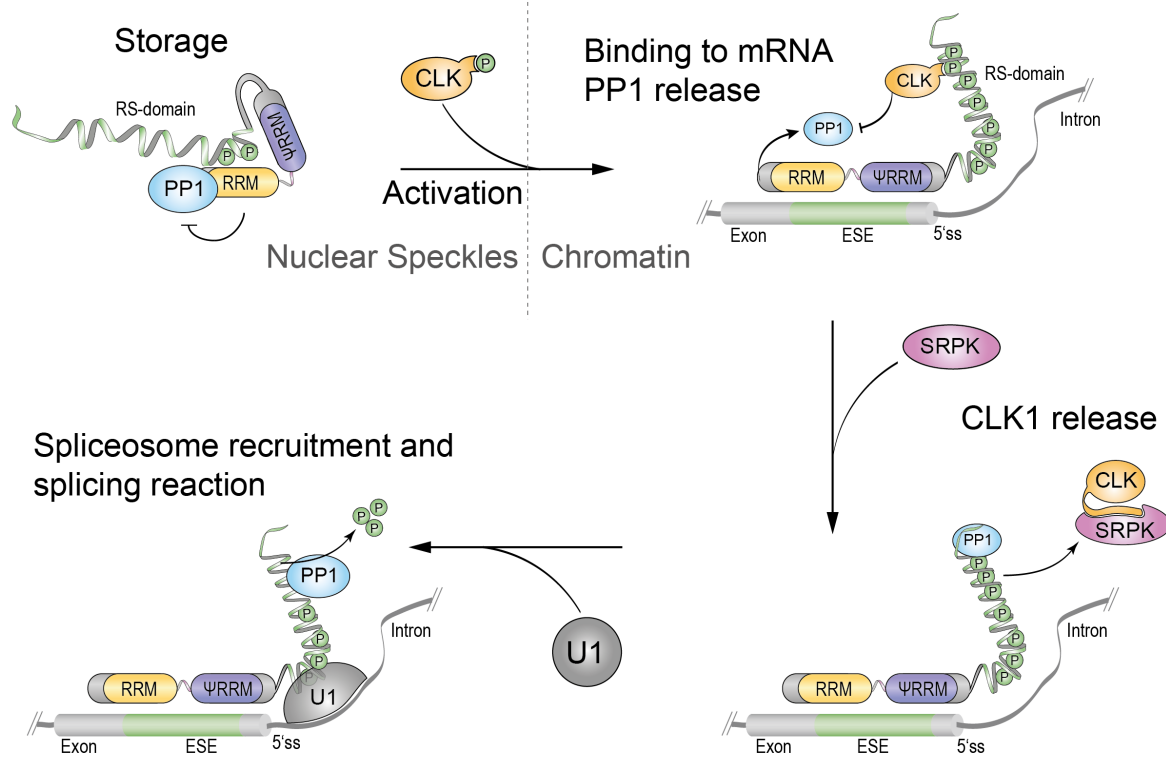 Storage
RS-domain
P
P
ΨRRM
PP1
RRM
CLK
P
Activation
Nuclear Speckles
Chromatin
Binding to mRNA
PP1 release
P
CLK
P
RS-domain
P
P
P
P
P
P
PP1
Intron
RRM
ΨRRM
Exon
ESE
5'ss
SRPK
CLK1 release
CLK
SRPK
PP1
P
P
P
P
P
P
P
Intron
RRM
ΨRRM
Exon
ESE
5'ss
U1
Spliceosome recruitment and
splicing reaction
P
P
P
PP1
P
P
P
P
Intron
RRM
ΨRRM
U1
Exon
ESE
5'ss